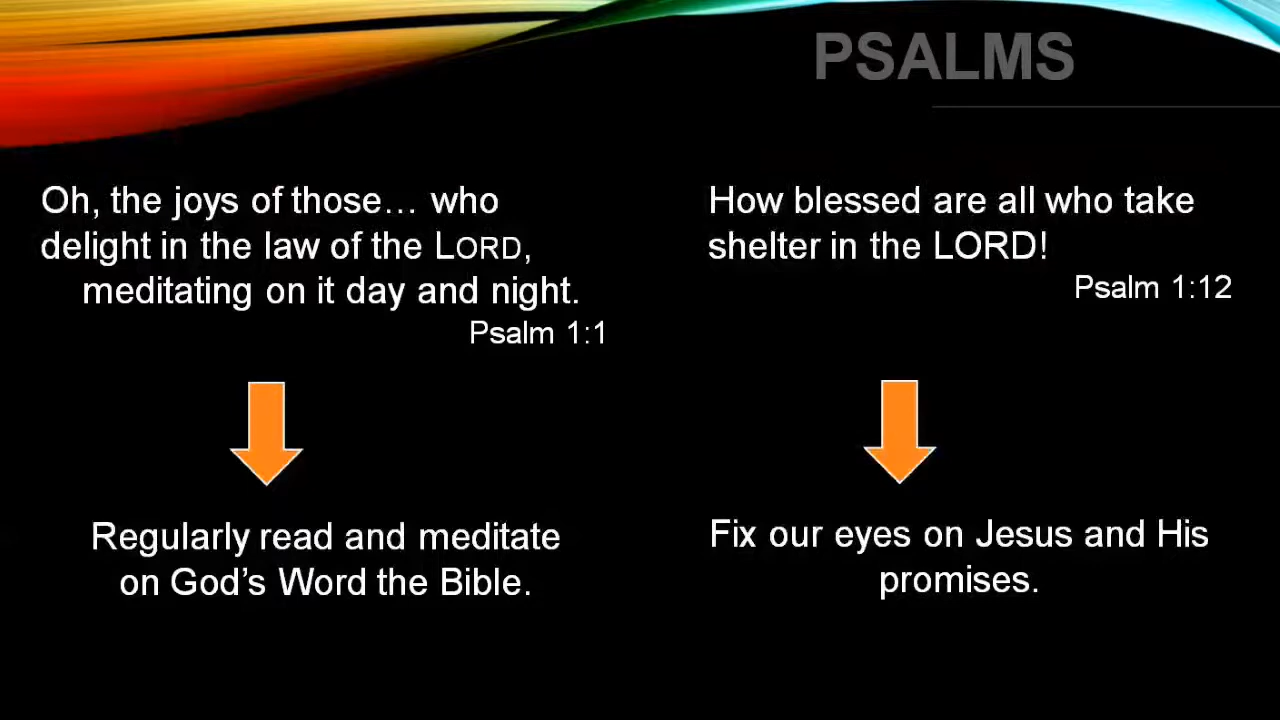 PSALMS
Oh, the joys of those… who
delight in the law of the LORD,
meditating on it day and night.
Psalm 1:1
How blessed are all who take
shelter in the LORD!
Psalm 1:12
Regularly read and meditate
on God’s Word the Bible.
Fix our eyes on Jesus and His
promises.